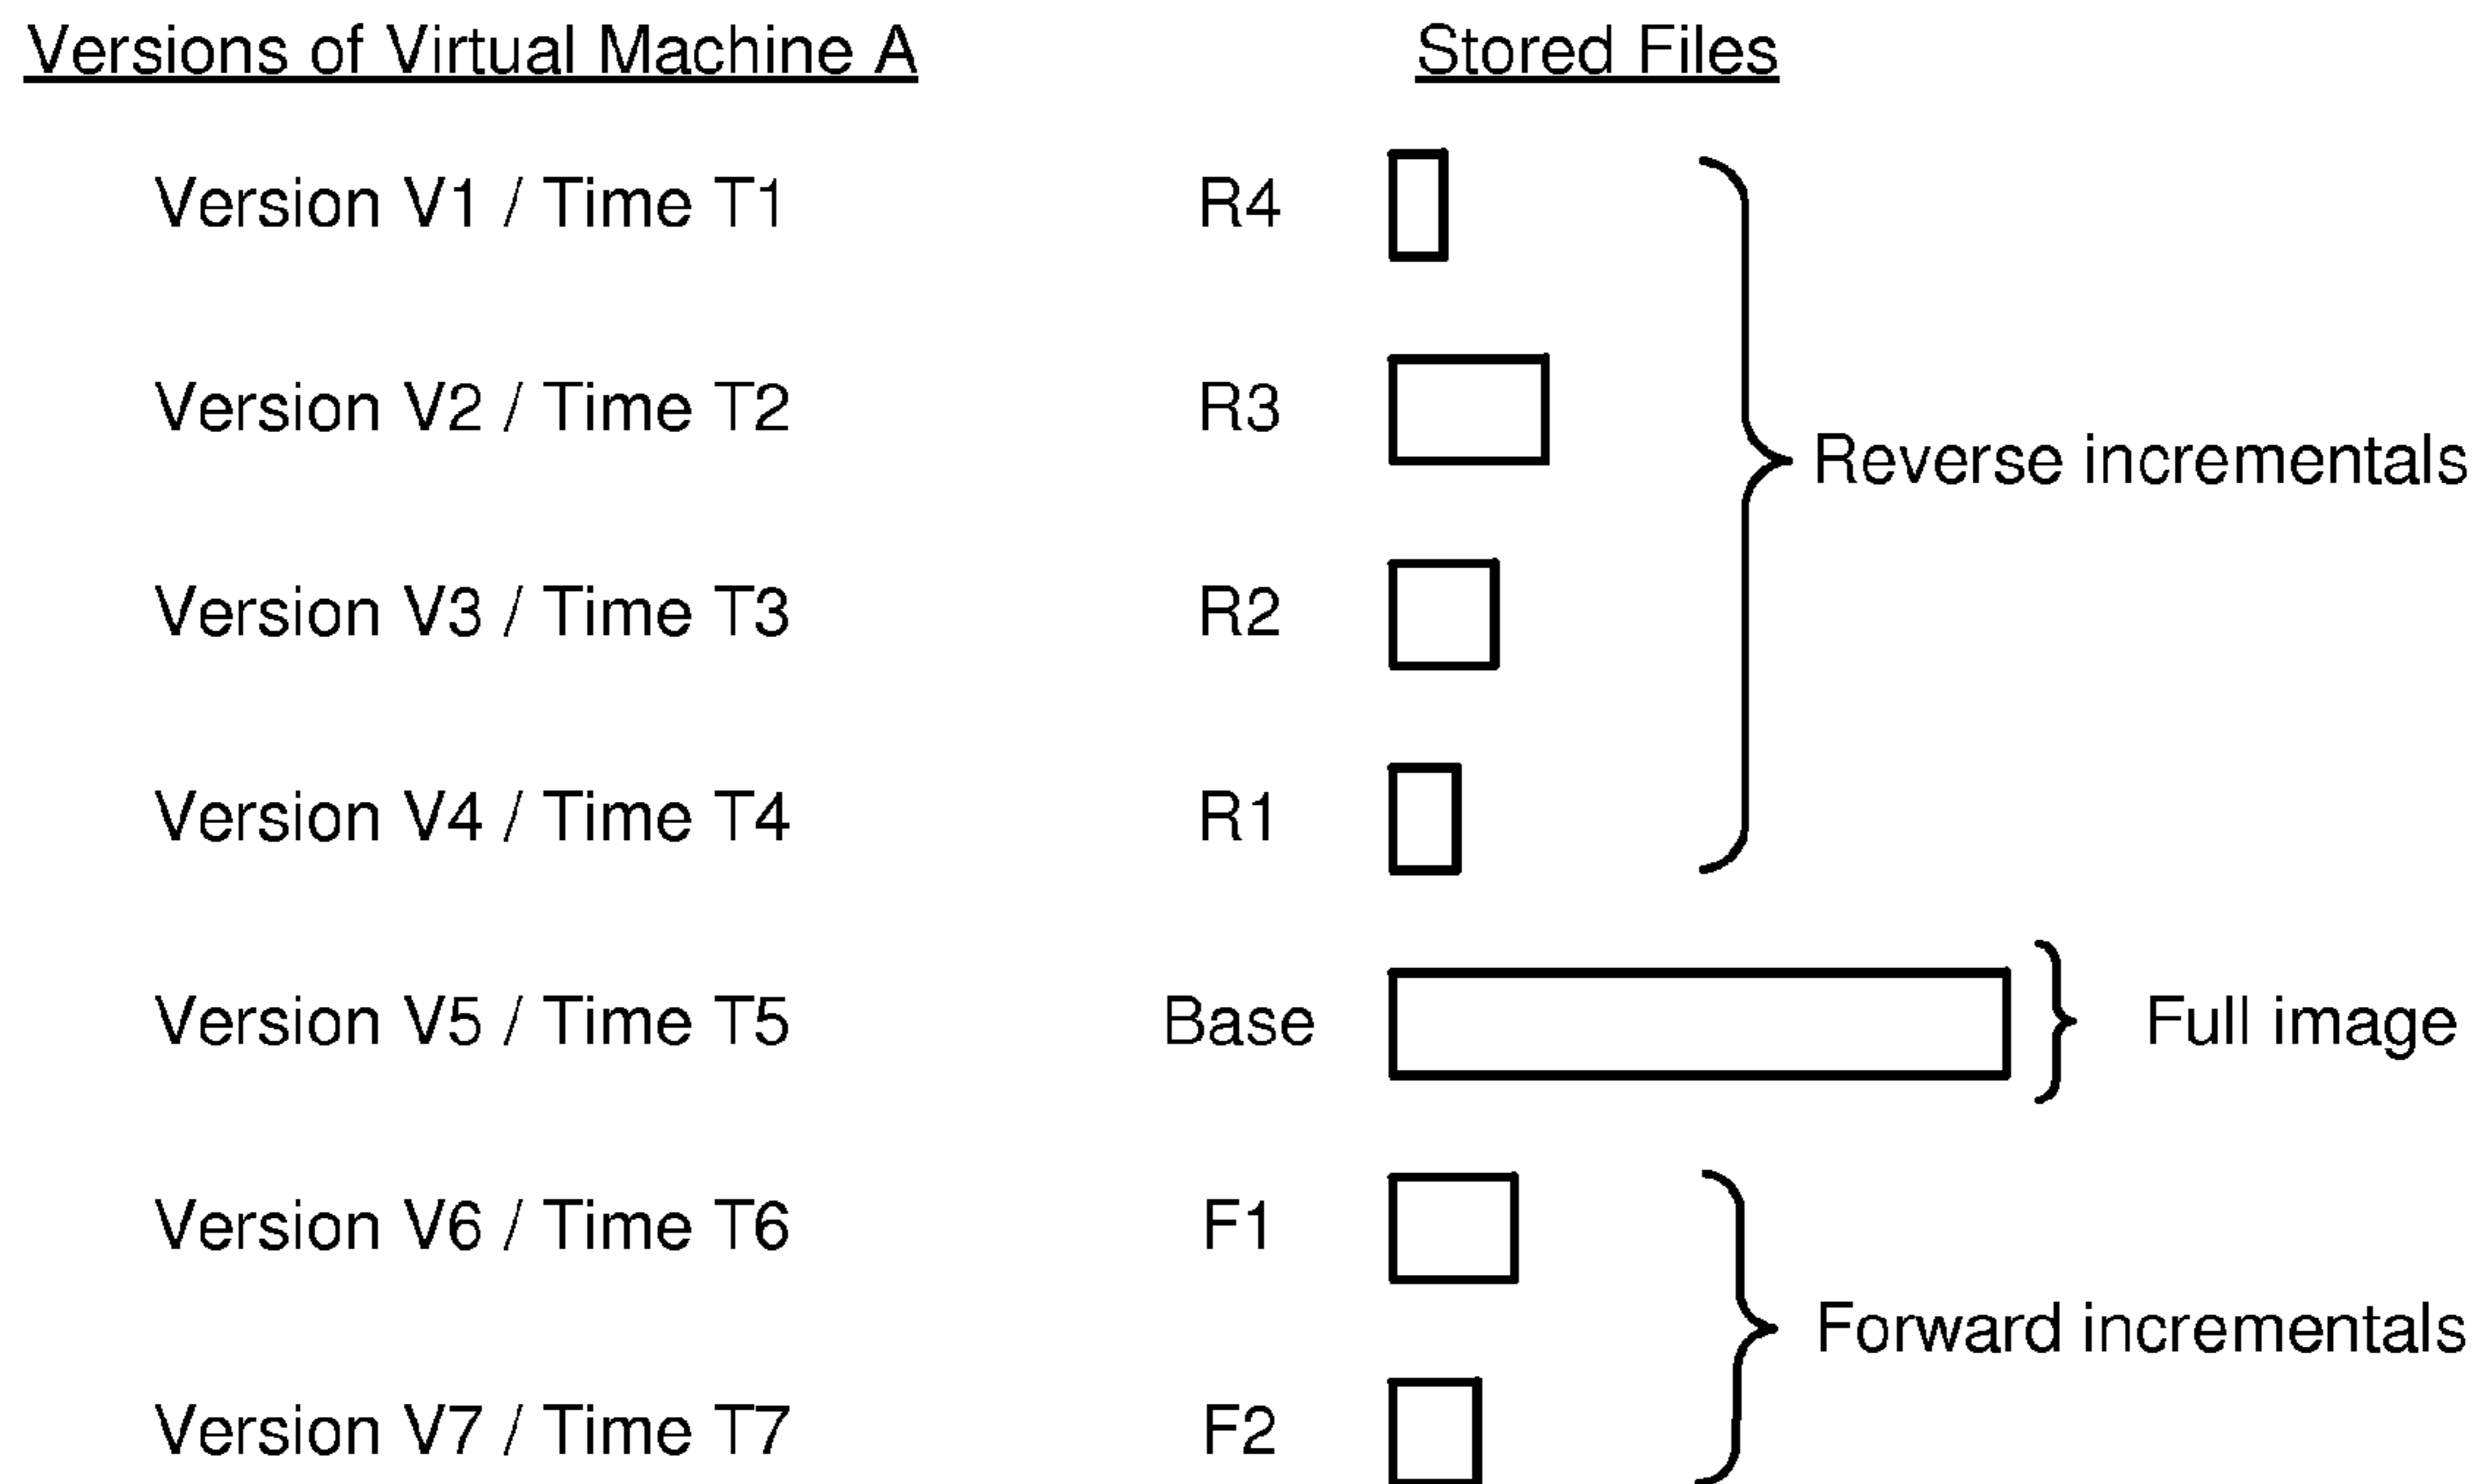 Versions of Virtual Machine A Stored Files
Version V1 / Time T1 R4
Version V2 / Time T2 R3
Reverse incrementals
Version V3 / Time T3 R2
Version V4 / Time T4 R1
Version V5 / Time T5 Base Full image
Version V6 / Time T6 F1
Forward incrementals
Version V7 / Time T7 F2